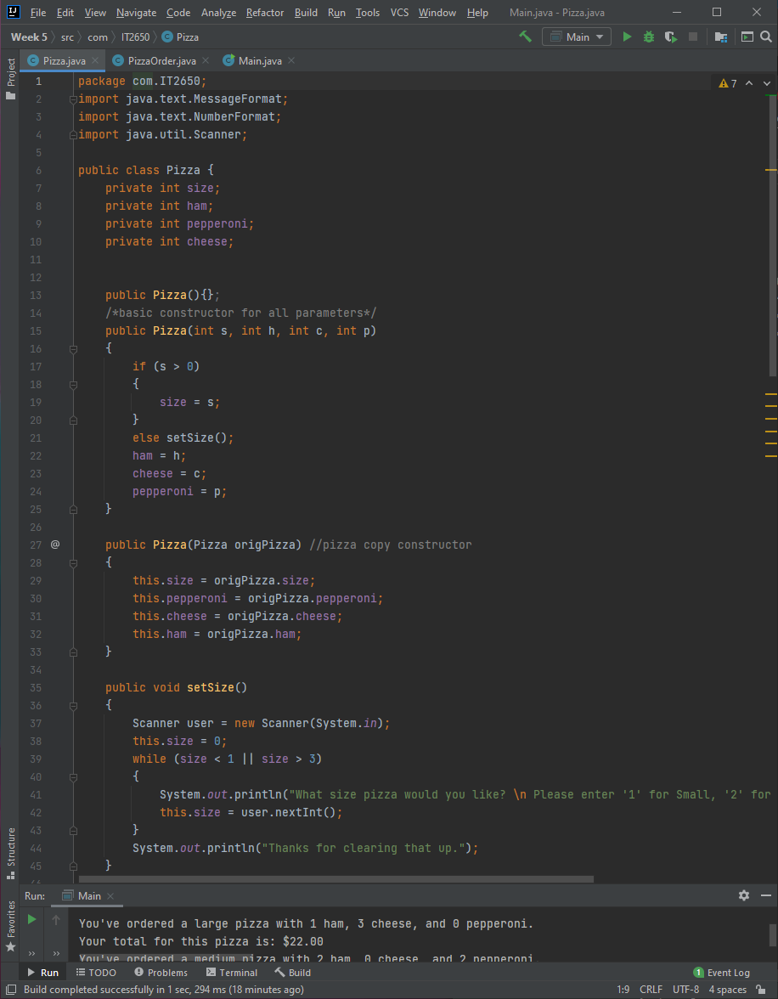 File Edit View Navigate Code Analyze Refactor Build Run Tools VCS Window Help Main.java - Pizza.java
Week 5 src com IT2650 Pizza Main
Project
Pizza.java PizzaOrder.java Main.java
1 package com.IT2650; 7
2 import java.text.MessageFormat;
3 import java.text.NumberFormat;
4 import java.util.Scanner;
5
6 public class Pizza {
7 private int size;
8 private int ham;
9 private int pepperoni;
10 private int cheese;
11
12
13 public Pizza(){};
14 /*basic constructor for all parameters*/
15 public Pizza(int s, int h, int c, int p)
16 {
17 if (s > 0)
18 {
19 size = s;
20 }
21 else setSize();
22 ham = h;
23 cheese = c;
24 pepperoni = p;
25 }
26
27 @ public Pizza(Pizza origPizza) //pizza copy constructor
28 {
29 this.size = origPizza.size;
30 this.pepperoni = origPizza.pepperoni;
31 this.cheese = origPizza.cheese;
32 this.ham = origPizza.ham;
33 }
34
35 public void setSize()
36 {
37 Scanner user = new Scanner(System.in);
38 this.size = 0;
39 while (size < 1 || size > 3)
40 {
41 System.out.println("What size pizza would you like? \n Please enter '1' for Small, '2' for
42 this.size = user.nextInt();
43 }
44 System.out.println("Thanks for clearing that up.");
45 }
Structure
Favorites
Run: Main
You've ordered a large pizza with 1 ham, 3 cheese, and 0 pepperoni.
Your total for this pizza is: $22.00
You've ordered a medium pizza with 2 ham, 0 cheese, and 2 pepperoni.
Run TODO Problems Terminal Build 1 Event Log
Build completed successfully in 1 sec, 294 ms (18 minutes ago) 1:9 CRLF UTF-8 4 spaces